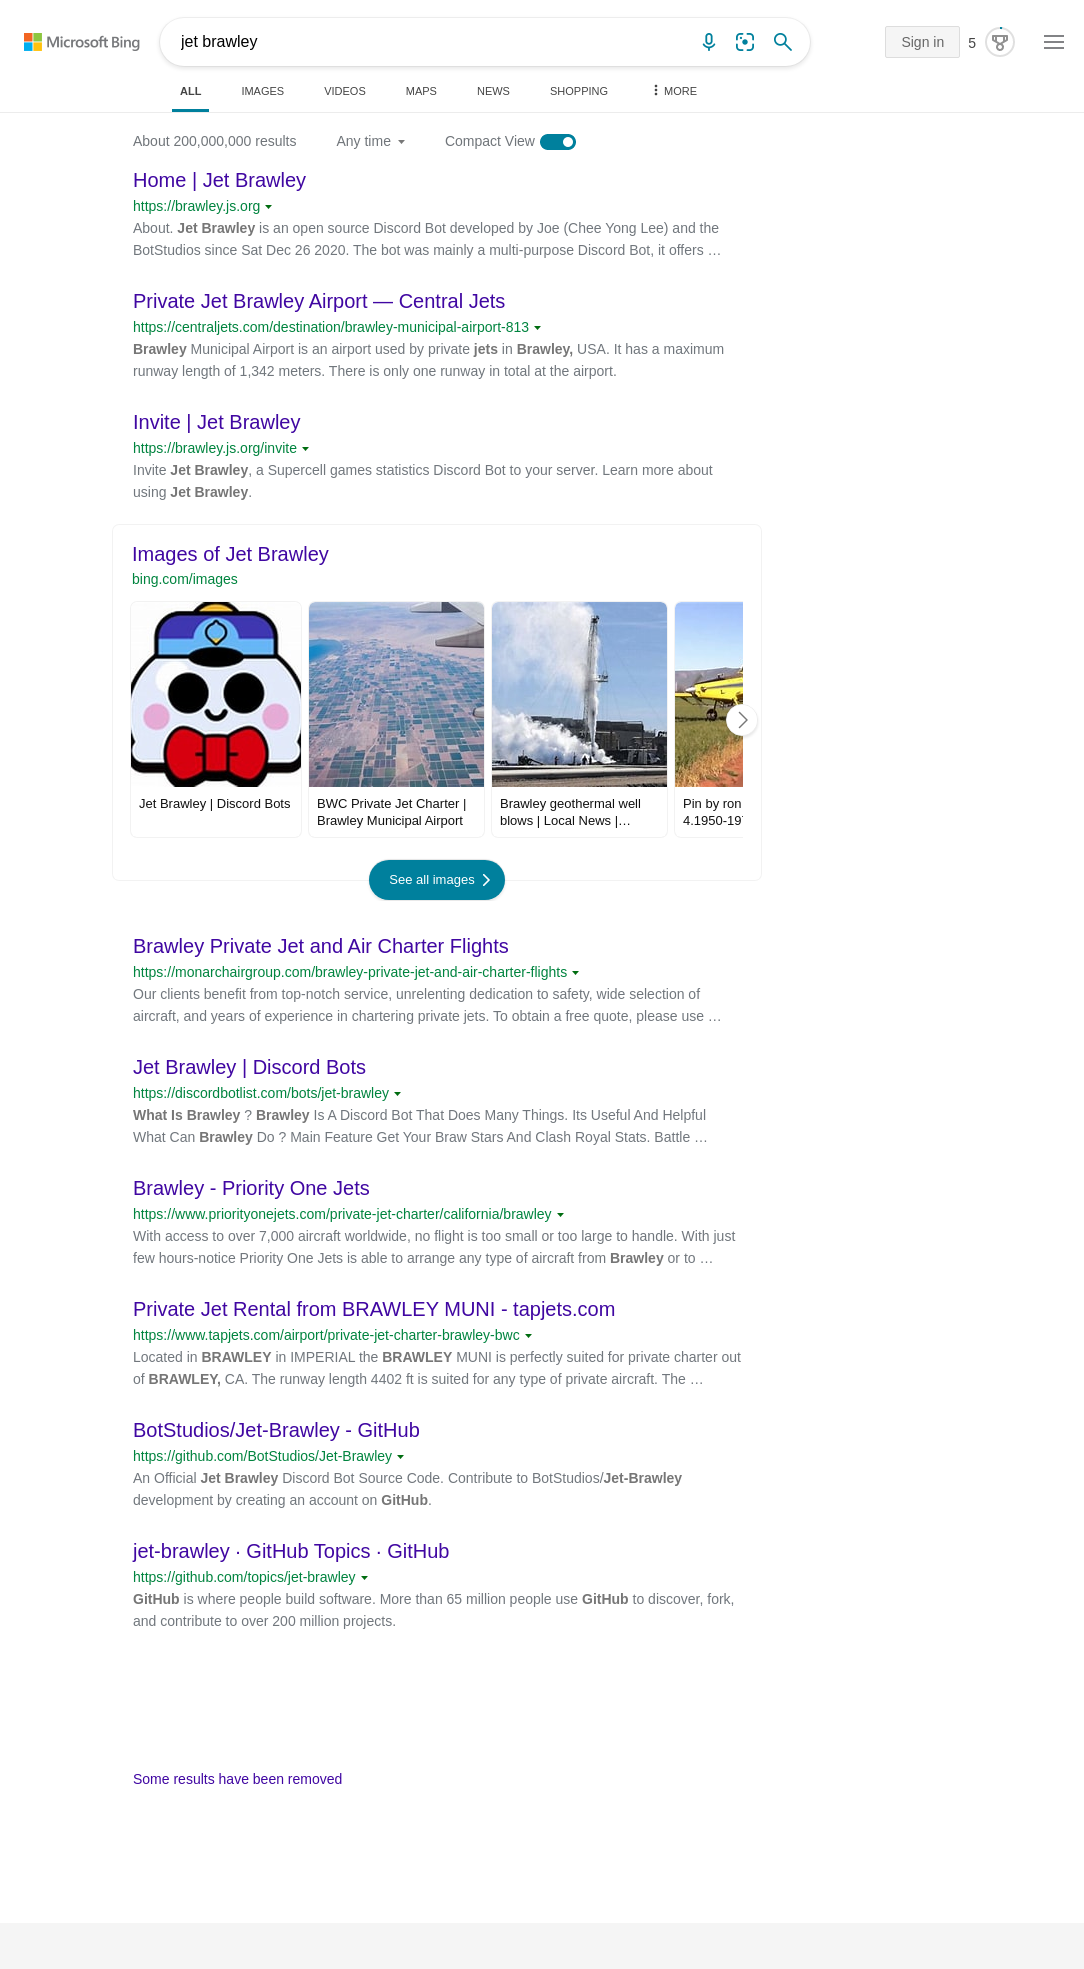 Microsoft Bing
jet brawley
Sign in
5
ALL
IMAGES
VIDEOS
MAPS
NEWS
SHOPPING
MORE
About 200,000,000 results
Any time
Compact View
Home | Jet Brawley
https://brawley.js.org
About. Jet Brawley is an open source Discord Bot developed by Joe (Chee Yong Lee) and the
BotStudios since Sat Dec 26 2020. The bot was mainly a multi-purpose Discord Bot, it offers …
Private Jet Brawley Airport — Central Jets
https://centraljets.com/destination/brawley-municipal-airport-813
Brawley Municipal Airport is an airport used by private jets in Brawley, USA. It has a maximum
runway length of 1,342 meters. There is only one runway in total at the airport.
Invite | Jet Brawley
https://brawley.js.org/invite
Invite Jet Brawley, a Supercell games statistics Discord Bot to your server. Learn more about
using Jet Brawley.
Images of Jet Brawley
bing.com/images
Jet Brawley | Discord Bots
BWC Private Jet Charter |
Brawley Municipal Airport
Brawley geothermal well
blows | Local News |…
Pin by ron
4.1950-197
See all images
Brawley Private Jet and Air Charter Flights
https://monarchairgroup.com/brawley-private-jet-and-air-charter-flights
Our clients benefit from top-notch service, unrelenting dedication to safety, wide selection of
aircraft, and years of experience in chartering private jets. To obtain a free quote, please use …
Jet Brawley | Discord Bots
https://discordbotlist.com/bots/jet-brawley
What Is Brawley ? Brawley Is A Discord Bot That Does Many Things. Its Useful And Helpful
What Can Brawley Do ? Main Feature Get Your Braw Stars And Clash Royal Stats. Battle …
Brawley - Priority One Jets
https://www.priorityonejets.com/private-jet-charter/california/brawley
With access to over 7,000 aircraft worldwide, no flight is too small or too large to handle. With just
few hours-notice Priority One Jets is able to arrange any type of aircraft from Brawley or to …
Private Jet Rental from BRAWLEY MUNI - tapjets.com
https://www.tapjets.com/airport/private-jet-charter-brawley-bwc
Located in BRAWLEY in IMPERIAL the BRAWLEY MUNI is perfectly suited for private charter out
of BRAWLEY, CA. The runway length 4402 ft is suited for any type of private aircraft. The …
BotStudios/Jet-Brawley - GitHub
https://github.com/BotStudios/Jet-Brawley
An Official Jet Brawley Discord Bot Source Code. Contribute to BotStudios/Jet-Brawley
development by creating an account on GitHub.
jet-brawley · GitHub Topics · GitHub
https://github.com/topics/jet-brawley
GitHub is where people build software. More than 65 million people use GitHub to discover, fork,
and contribute to over 200 million projects.
Some results have been removed